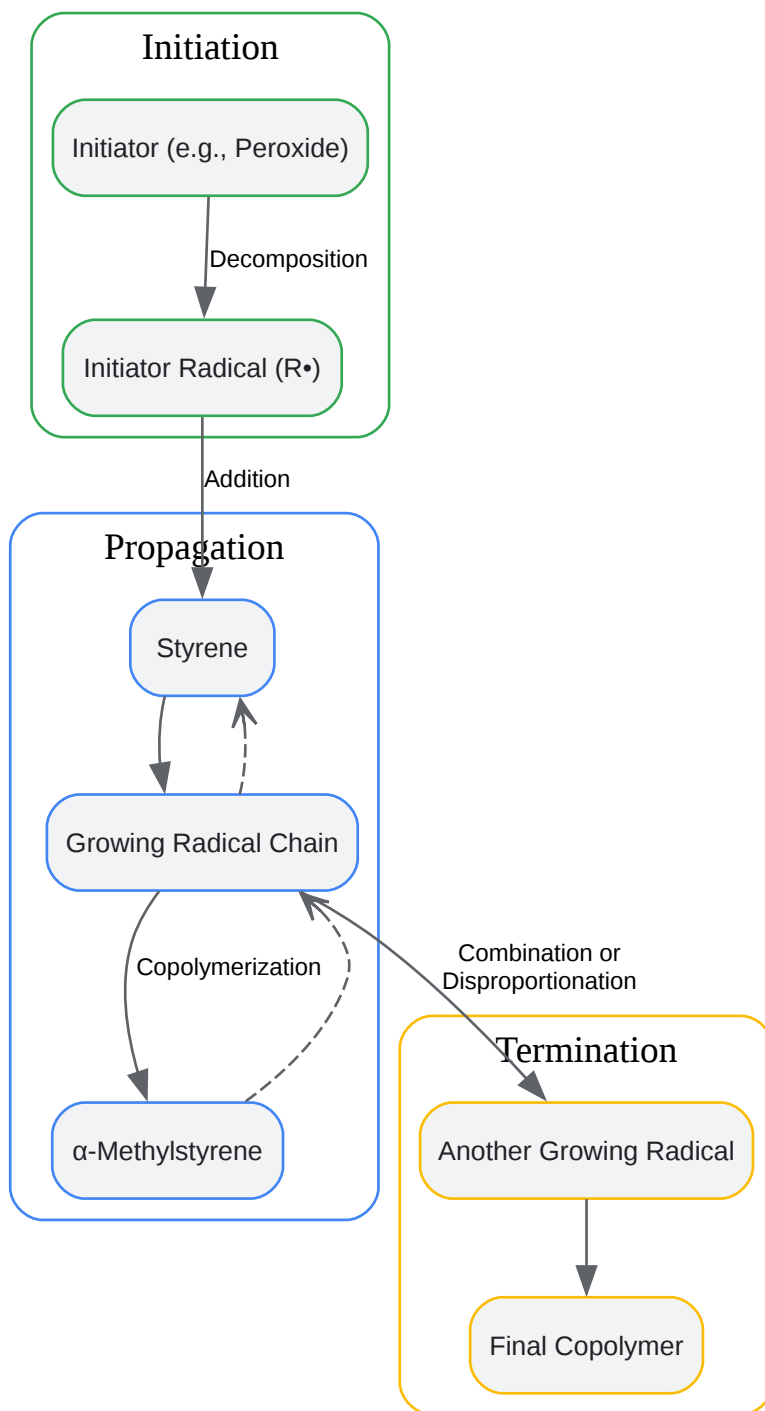 Initiation
Initiator (e.g., Peroxide)
Decomposition
Initiator Radical (R•)
Addition
Propagation
Styrene
Growing Radical Chain
Copolymerization
Combination or
Disproportionation
Termination
α-Methylstyrene
Another Growing Radical
Final Copolymer